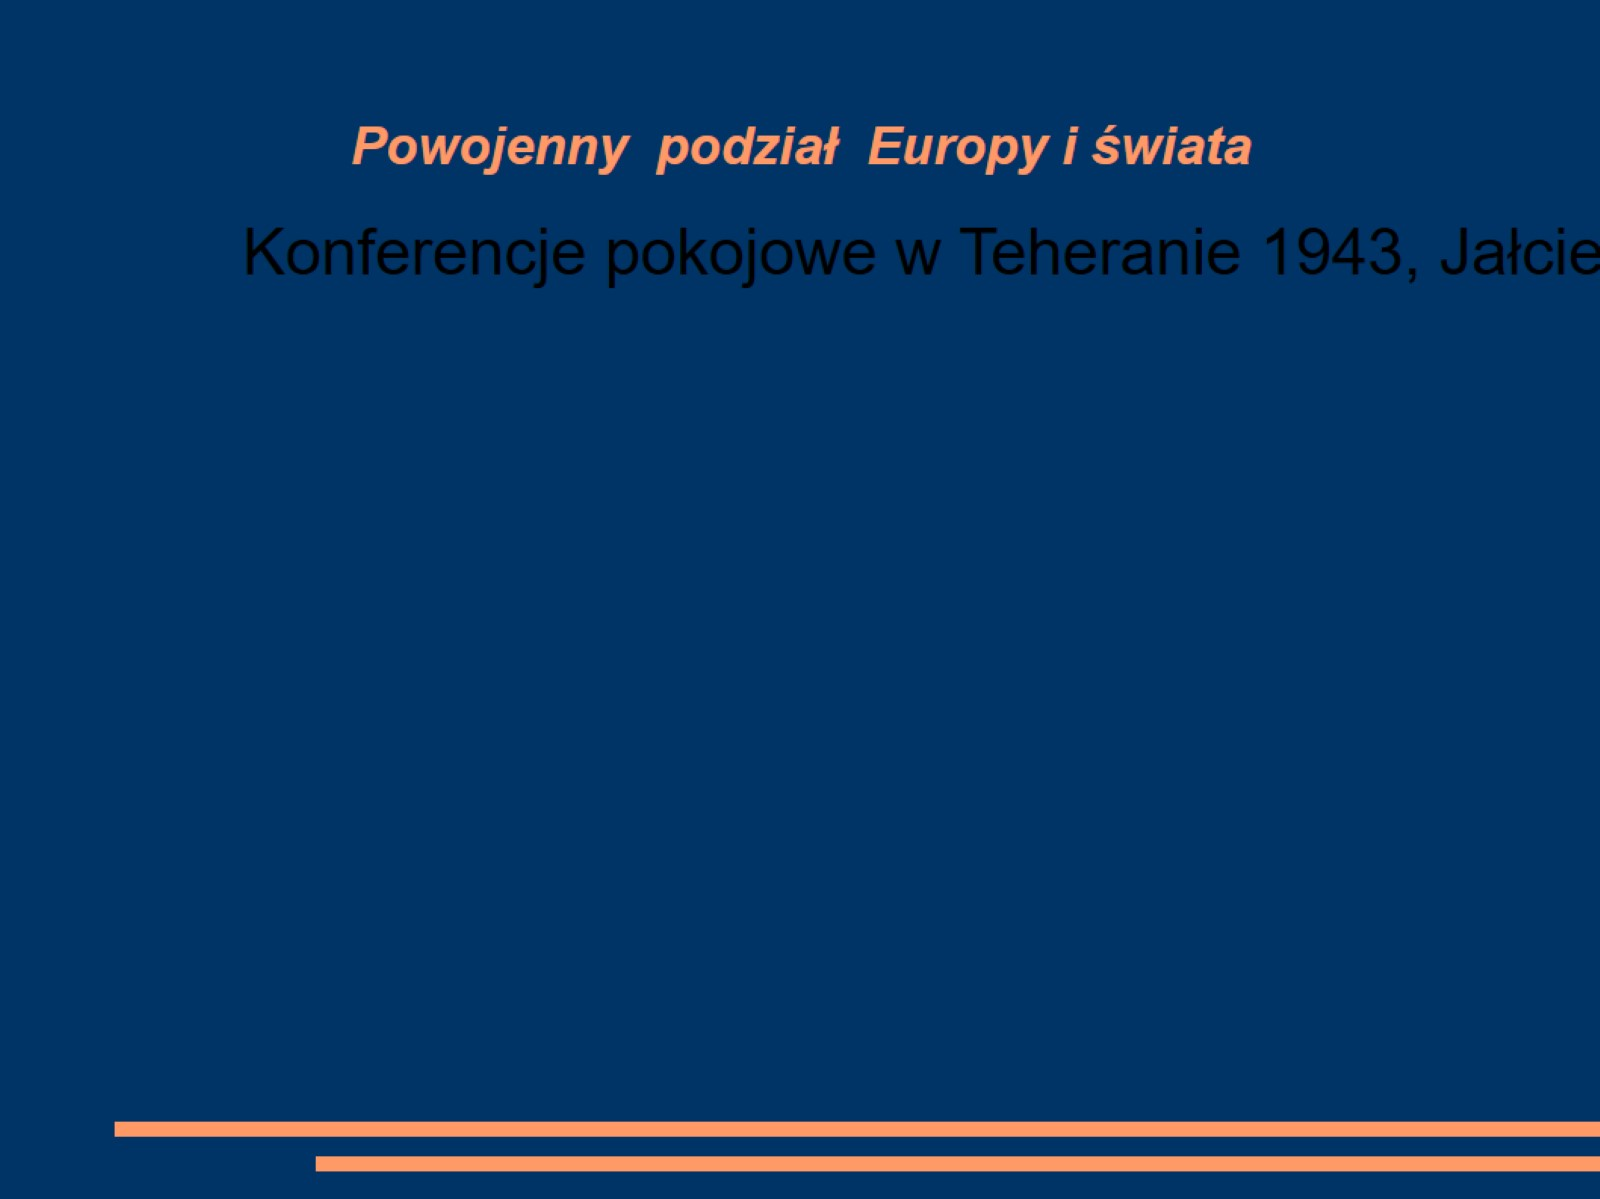 Powojenny podział Europy i świata
Konferencje pokojowe w Teheranie 1943, Jałcie